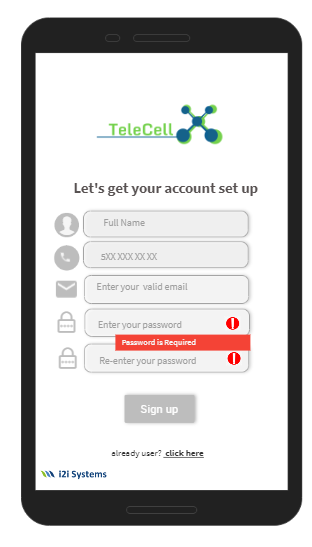 TeleCell
Let's get your account set up
Full Name
5XX XXX XX XX
Enter your valid email
Enter your password
Password is Required
Re-enter your password
Sign up
already user? click here
i2i Systems